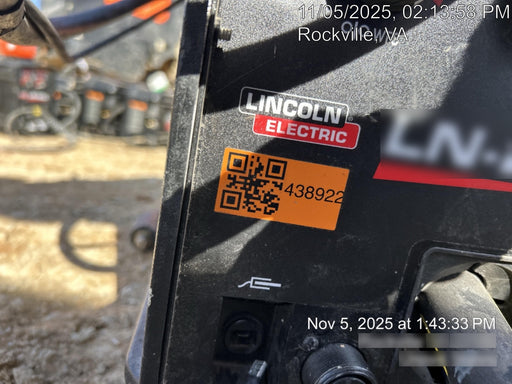 11/05/2025, 02:13:58 PM
Rockville, VA
LINCOLN
ELECTRIC
LN-
438922
Nov 5, 2025 at 1:43:33 PM